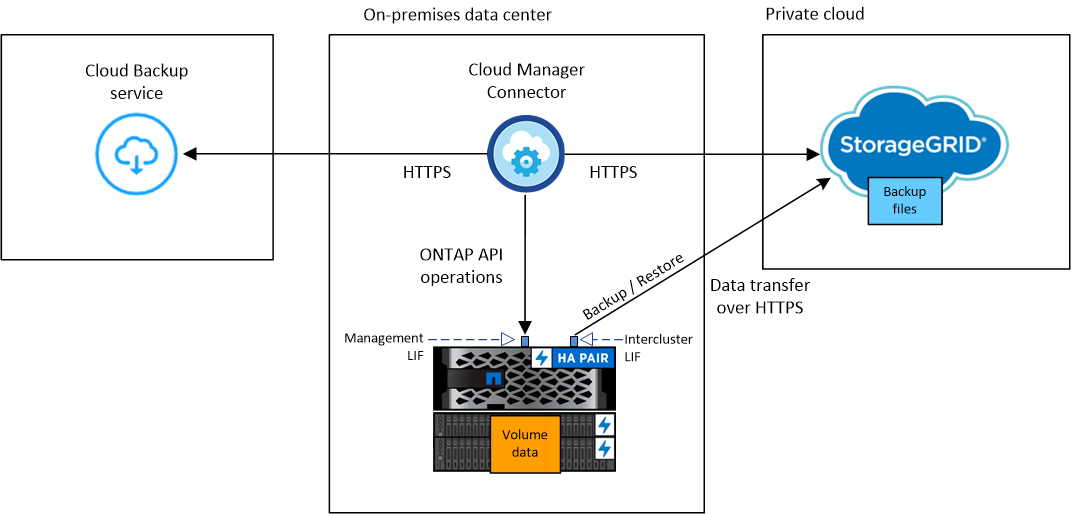 On-premises data center
Private cloud
Cloud Backup
service
Cloud Manager
Connector
StorageGRID®
Backup
files
HTTPS
HTTPS
ONTAP API
operations
Backup / Restore
Data transfer
over HTTPS
Management
LIF
Intercluster
LIF
HA PAIR
Volume
data